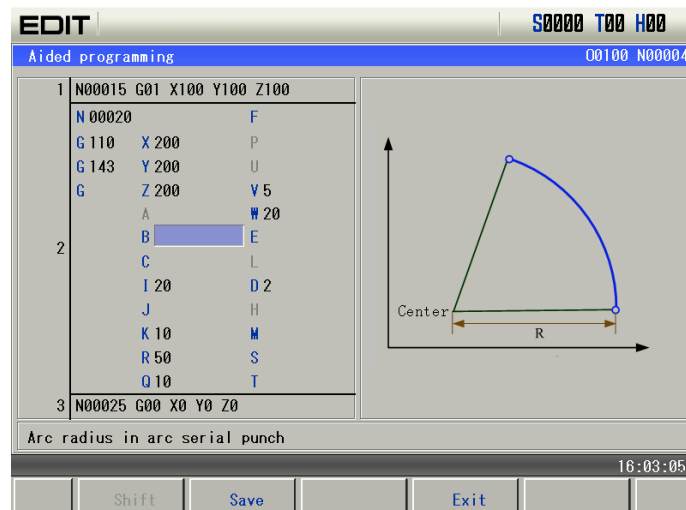 EDIT S0000 T00 H00
Aided programming O0100 N00004
1 N00015 G01 X100 Y100 Z100
N 00020 F
G 110 X 200 P
G 143 Y 200 U
G Z 200 V 5
A W 20
B E
2
C L
I 20 D 2
J H
K 10 M
R 50 S
Q 10 T
3 N00025 G00 X0 Y0 Z0
Center
R
Arc radius in arc serial punch
16:03:05
Shift Save Exit